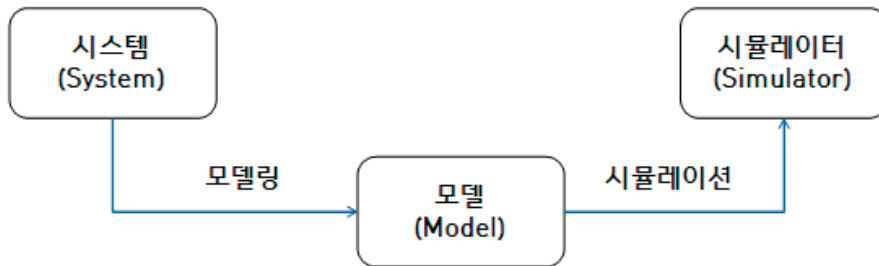 시스템
(System)
시뮬레이터
(Simulator)
모델링
모델
(Model)
시뮬레이션